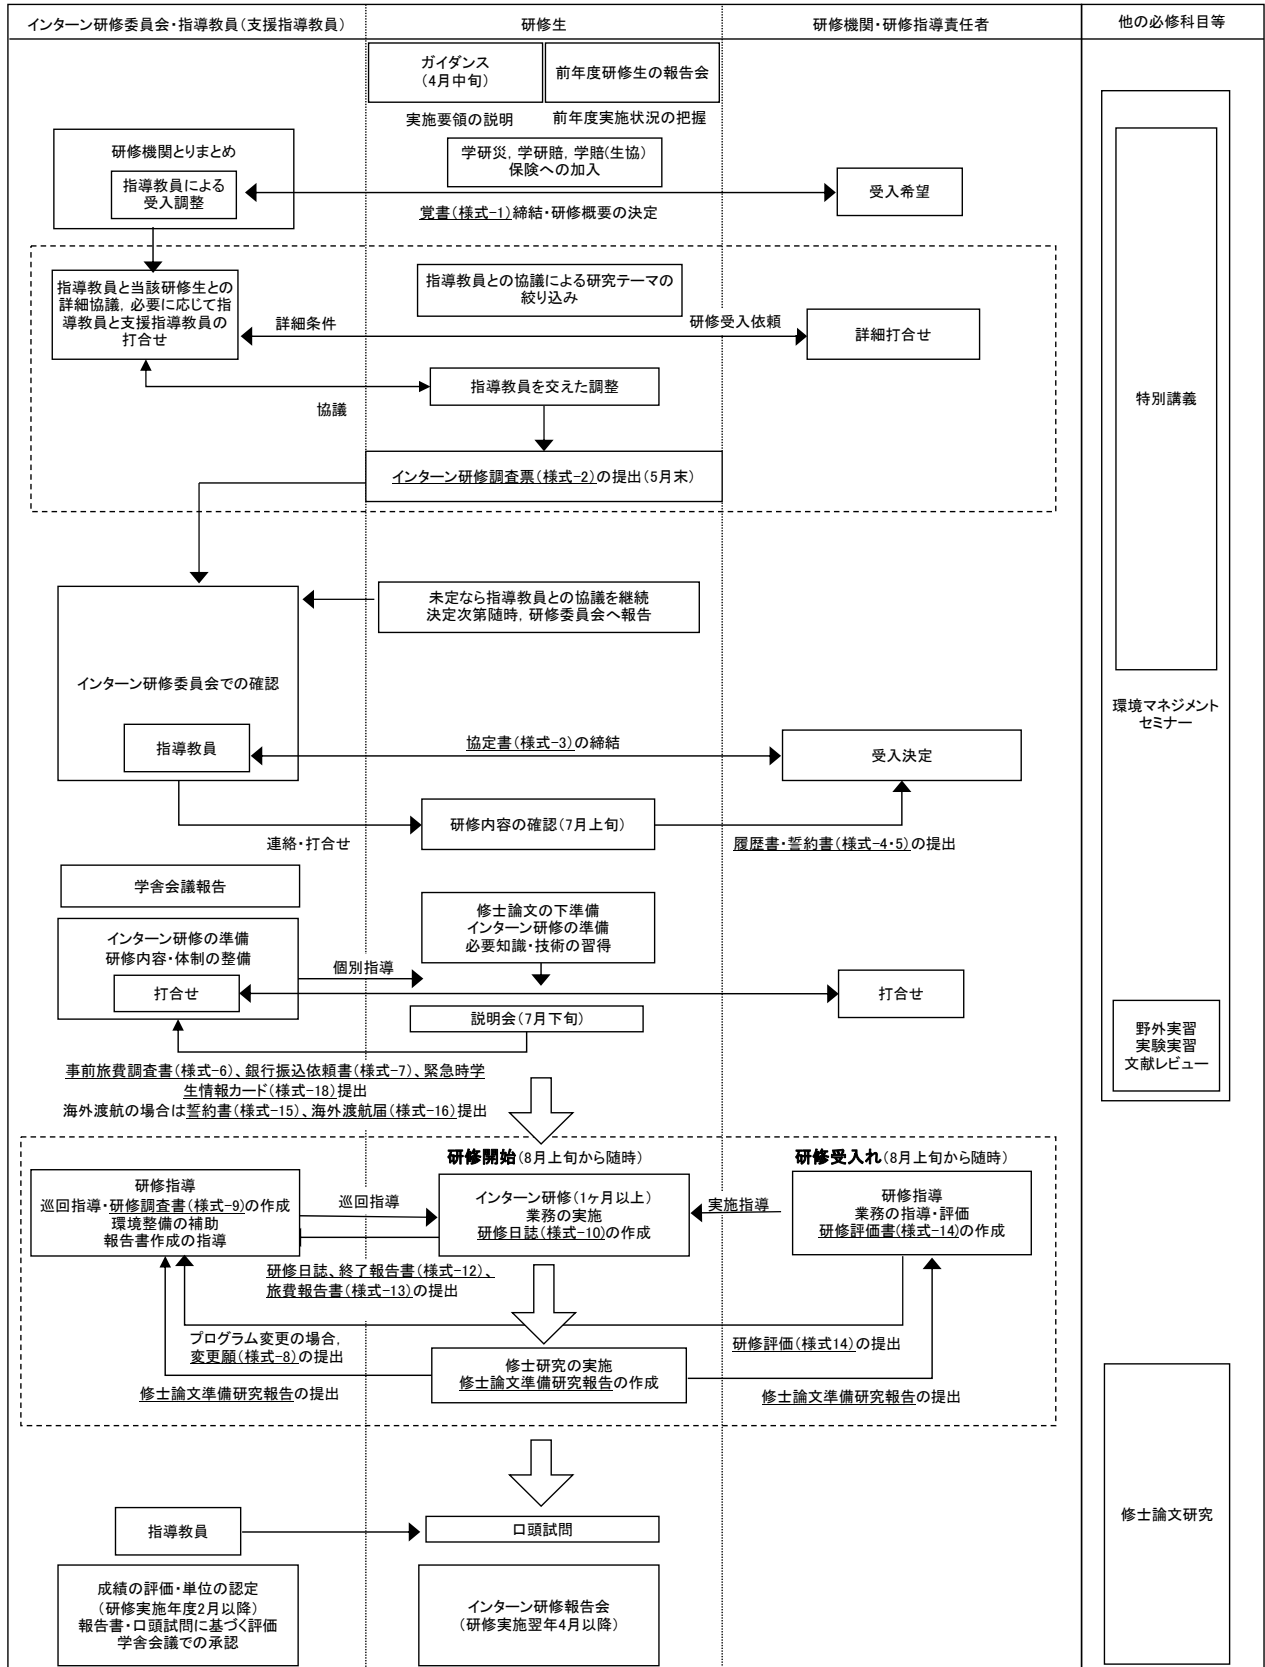 インターン研修委員会・指導教員（支援指導教員）
研修生
研修機関・研修指導責任者
他の必修科目等
ガイダンス
（4月中旬）
前年度研修生の報告会
実施要領の説明
前年度実施状況の把握
研修機関とりまとめ
指導教員による
受入調整
学研災，学研賠，学賠（生協）
保険への加入
受入希望
覚書（様式-1）締結・研修概要の決定
指導教員と当該研修生との
詳細協議，必要に応じて指
導教員と支援指導教員の
打合せ
指導教員との協議による研究テーマの
絞り込み
詳細条件
研修受入依頼
詳細打合せ
指導教員を交えた調整
協議
特別講義
インターン研修調査票（様式-2）の提出（5月末）
未定なら指導教員との協議を継続
決定次第随時，研修委員会へ報告
インターン研修委員会での確認
指導教員
協定書（様式-3）の締結
受入決定
環境マネジメント
セミナー
研修内容の確認（7月上旬）
連絡・打合せ
履歴書・誓約書（様式-4・5）の提出
学舎会議報告
修士論文の下準備
インターン研修の準備
必要知識・技術の習得
インターン研修の準備
研修内容・体制の整備
個別指導
打合せ
打合せ
説明会（7月下旬）
野外実習
実験実習
文献レビュー
事前旅費調査書（様式-6）、銀行振込依頼書（様式-7）、緊急時学
生情報カード（様式-18）提出
海外渡航の場合は誓約書（様式-15）、海外渡航届（様式-16）提出
研修開始（8月上旬から随時）
研修受入れ（8月上旬から随時）
研修指導
巡回指導・研修調査書（様式-9）の作成
環境整備の補助
報告書作成の指導
巡回指導
インターン研修（1ヶ月以上）
業務の実施
研修日誌（様式-10）の作成
実施指導
研修指導
業務の指導・評価
研修評価書（様式-14）の作成
研修日誌、終了報告書（様式-12）、
旅費報告書（様式-13）の提出
プログラム変更の場合，
変更願（様式-8）の提出
研修評価（様式14）の提出
修士研究の実施
修士論文準備研究報告の作成
修士論文準備研究報告の提出
修士論文準備研究報告の提出
指導教員
口頭試問
修士論文研究
成績の評価・単位の認定
（研修実施年度2月以降）
報告書・口頭試問に基づく評価
学舎会議での承認
インターン研修報告会
（研修実施翌年4月以降）